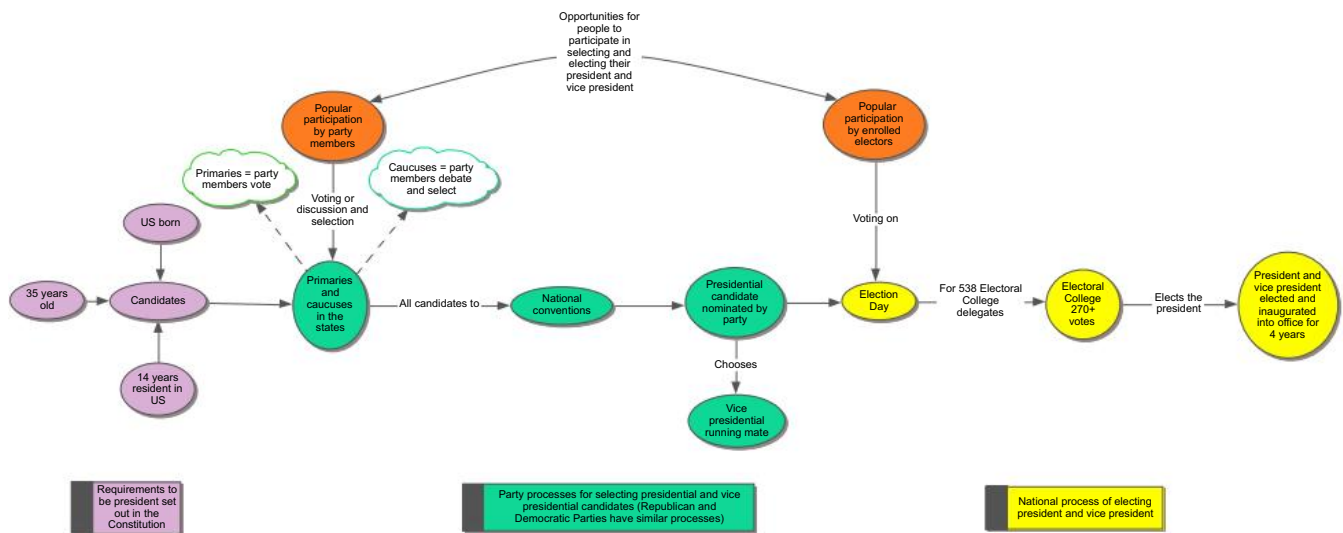 Opportunities for
people to
participate in
selecting and
electing their
president and
vice president
Popular
participation
by party
members
Popular
participation
by enrolled
electors
Primaries = party
members vote
Caucuses = party
members debate
and select
Voting or
discussion and
selection
Voting on
US born
35 years
old
Candidates
14 years
resident in
US
Primaries
and
caucuses
in the
states
All candidates to
National
conventions
Presidential
candidate
nominated by
party
Chooses
Vice
presidential
running mate
Election
Day
For 538 Electoral
College
delegates
Electoral
College
270+
votes
Elects the
president
President and
vice president
elected and
inaugurated
into office for
4 years
Requirements to
be president set
out in the
Constitution
Party processes for selecting presidential and vice
presidential candidates (Republican and
Democratic Parties have similar processes)
National process of electing
president and vice president